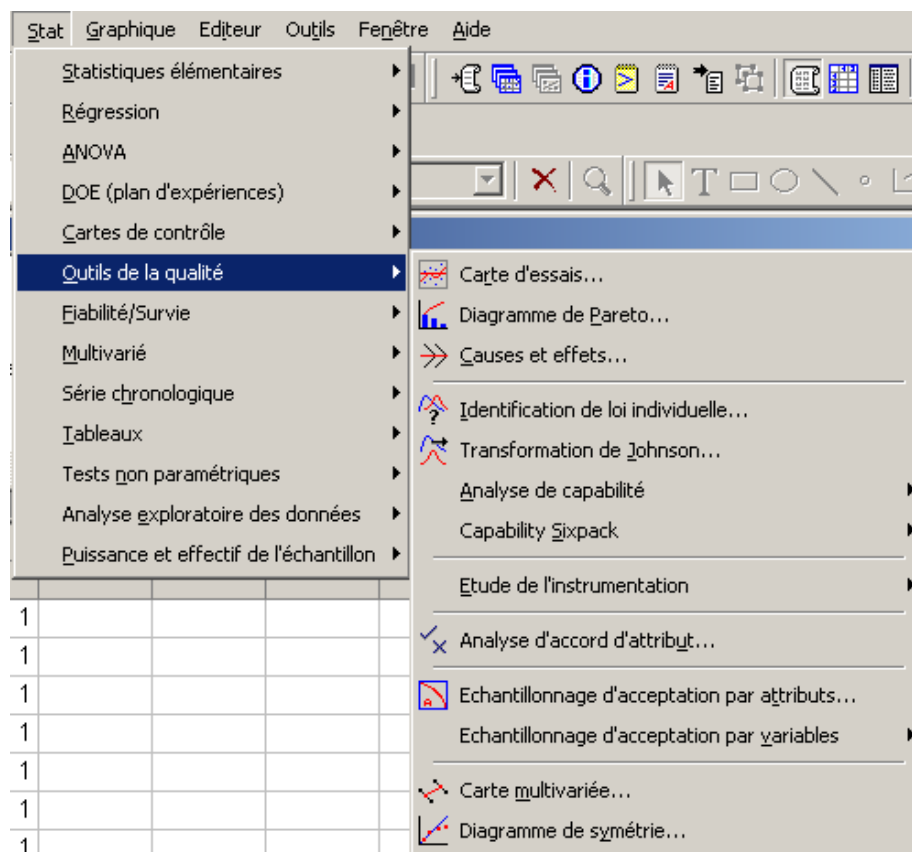 Stat Graphique Editeur Outils Fenêtre Aide
Statistiques élémentaires
Régression
ANOVA
DOE (plan d'expériences)
Cartes de contrôle
Outils de la qualité
Fiabilité/Survie
Multivarié
Série chronologique
Tableaux
Tests non paramétriques
Analyse exploratoire des données
Puissance et effectif de l'échantillon
Carte d'essais...
Diagramme de Pareto...
Causes et effets...
Identification de loi individuelle...
Transformation de Johnson...
Analyse de capabilité
Capability Sixpack
Etude de l'instrumentation
Analyse d'accord d'attribut...
Echantillonnage d'acceptation par attributs...
Echantillonnage d'acceptation par variables
Carte multivariée...
Diagramme de symétrie...
1
1
1
1
1
1
1